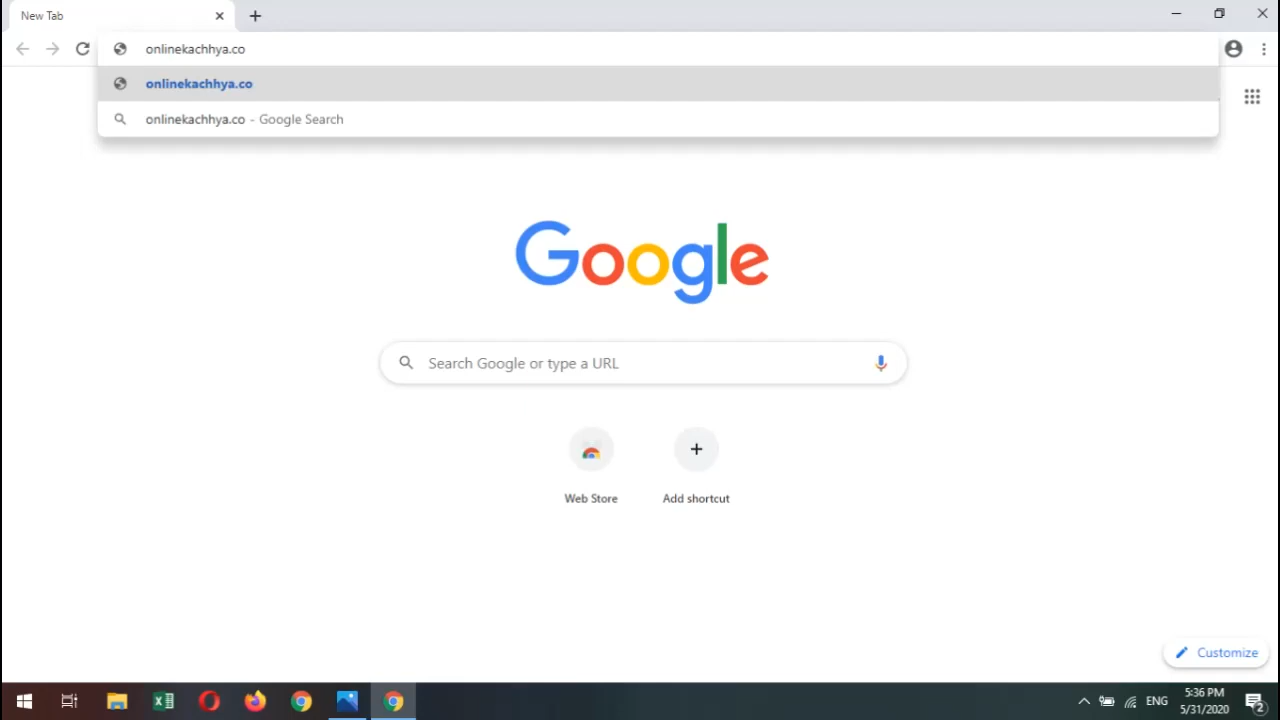 New Tab
onlinekachhya.co
onlinekachhya.co
onlinekachhya.co - Google Search
Google
Search Google or type a URL
Web Store
Add shortcut
Customize
ENG
5:36 PM
5/31/2020
2